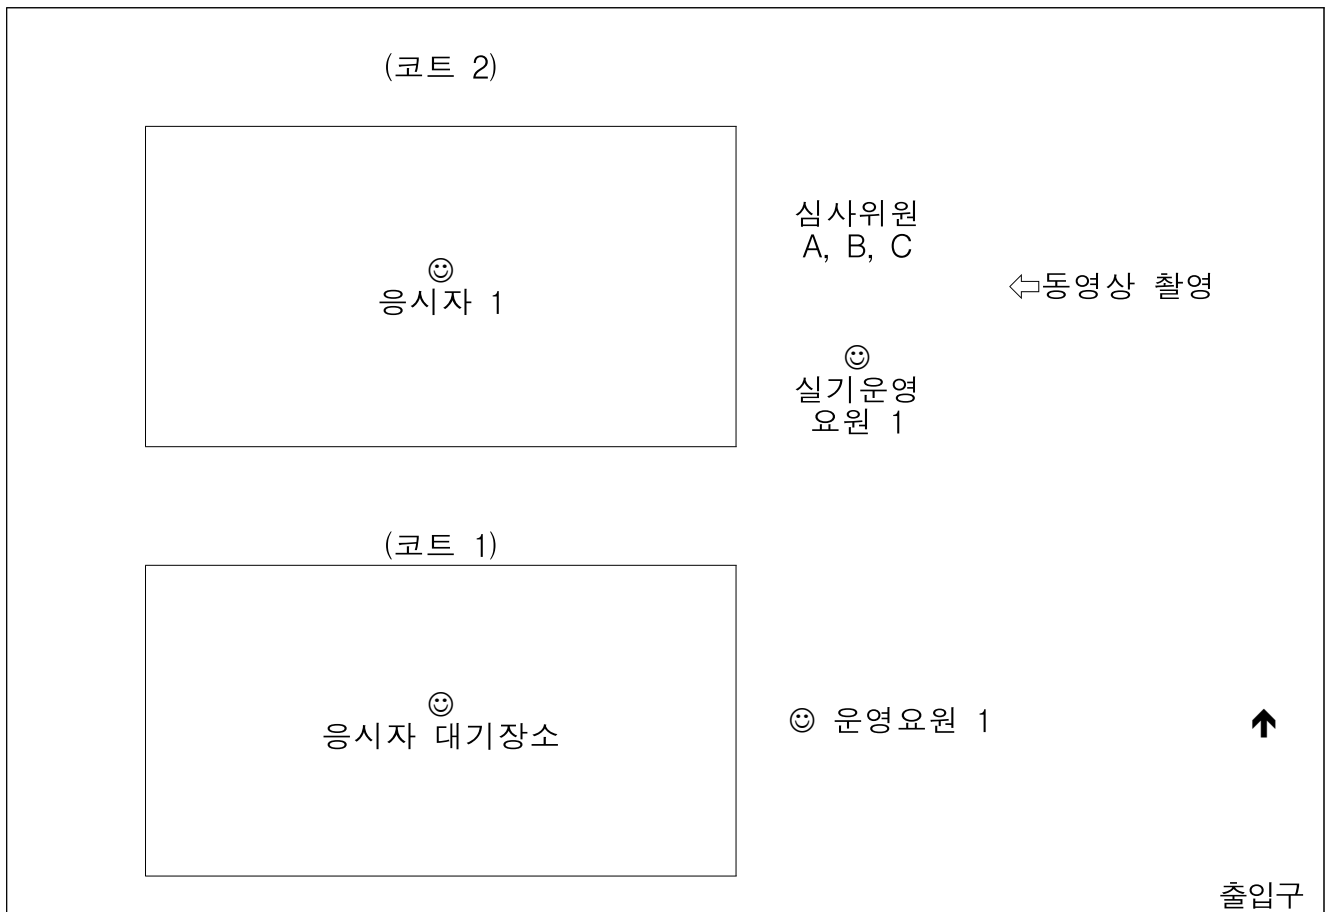 (코트 2)
심사위원
A, B, C
☺
응시자 1
⇦동영상 촬영
☺
실기운영
요원 1
(코트 1)
☺
응시자 대기장소
☺ 운영요원 1
🡹
출입구